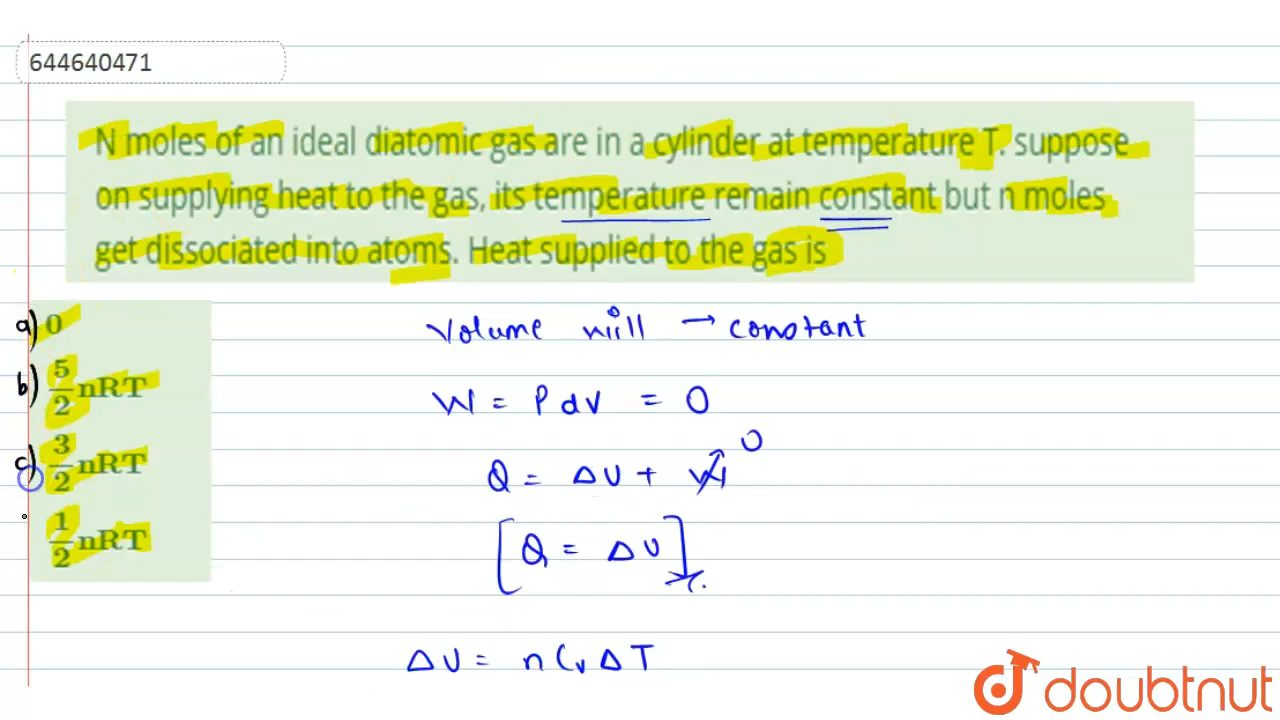 644640471
N moles of an ideal diatomic gas are in a cylinder at temperature T. suppose
on supplying heat to the gas, its temperature remain constant but n moles
get dissociated into atoms. Heat supplied to the gas is
a) 0
b) 5/2 nRT
c) 3/2 nRT
1/2 nRT
Volume will → constant
W = P dV = 0
Q = ΔU + W 0
[Q = ΔU]
ΔU = n Cv ΔT
doubtnut